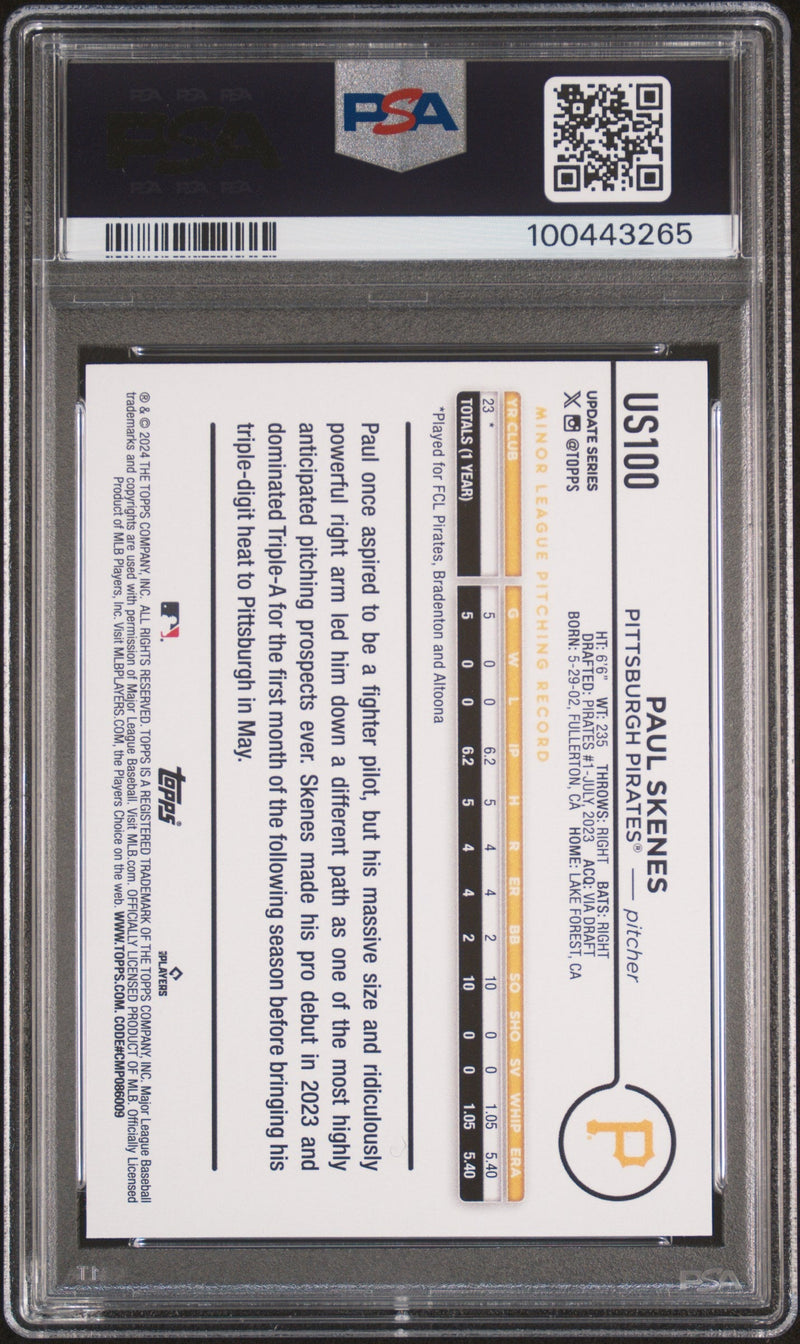 PSA PSA PSA
PSA
PSA PSA PSA
PSA
100443265
US100
UPDATE SERIES
@TOPPS
PAUL SKENES
PITTSBURGH PIRATES® — pitcher
HT: 6'6" WT: 235 THROWS: RIGHT BATS: RIGHT
DRAFTED: PIRATES #1-JULY, 2023 ACQ: VIA DRAFT
BORN: 5-29-02, FULLERTON, CA HOME: LAKE FOREST, CA
P
MINOR LEAGUE PITCHING RECORD
YR CLUB G W L IP H R ER BB SO SHO SV WHIP ERA
23 * 5 0 0 6.2 5 4 4 2 10 0 0 1.05 5.40
TOTALS (1 YEAR) 5 0 0 6.2 5 4 4 2 10 0 0 1.05 5.40
*Played for FCL Pirates, Bradenton and Altoona
Paul once aspired to be a fighter pilot, but his massive size and ridiculously
powerful right arm led him down a different path as one of the most highly
anticipated pitching prospects ever. Skenes made his pro debut in 2023 and
dominated Triple-A for the first month of the following season before bringing his
triple-digit heat to Pittsburgh in May.
topps®
PLAYERS
® & © 2024 THE TOPPS COMPANY, INC. ALL RIGHTS RESERVED. TOPPS IS A REGISTERED TRADEMARK OF THE TOPPS COMPANY, INC. Major League Baseball
trademarks and copyrights are used with permission of Major League Baseball. Visit MLB.com. OFFICIALLY LICENSED PRODUCT OF MLB. Officially Licensed
Product of MLB Players, Inc. Visit MLBPLAYERS.COM, the Players Choice on the web. WWW.TOPPS.COM. CODE#CMP086009
PSA